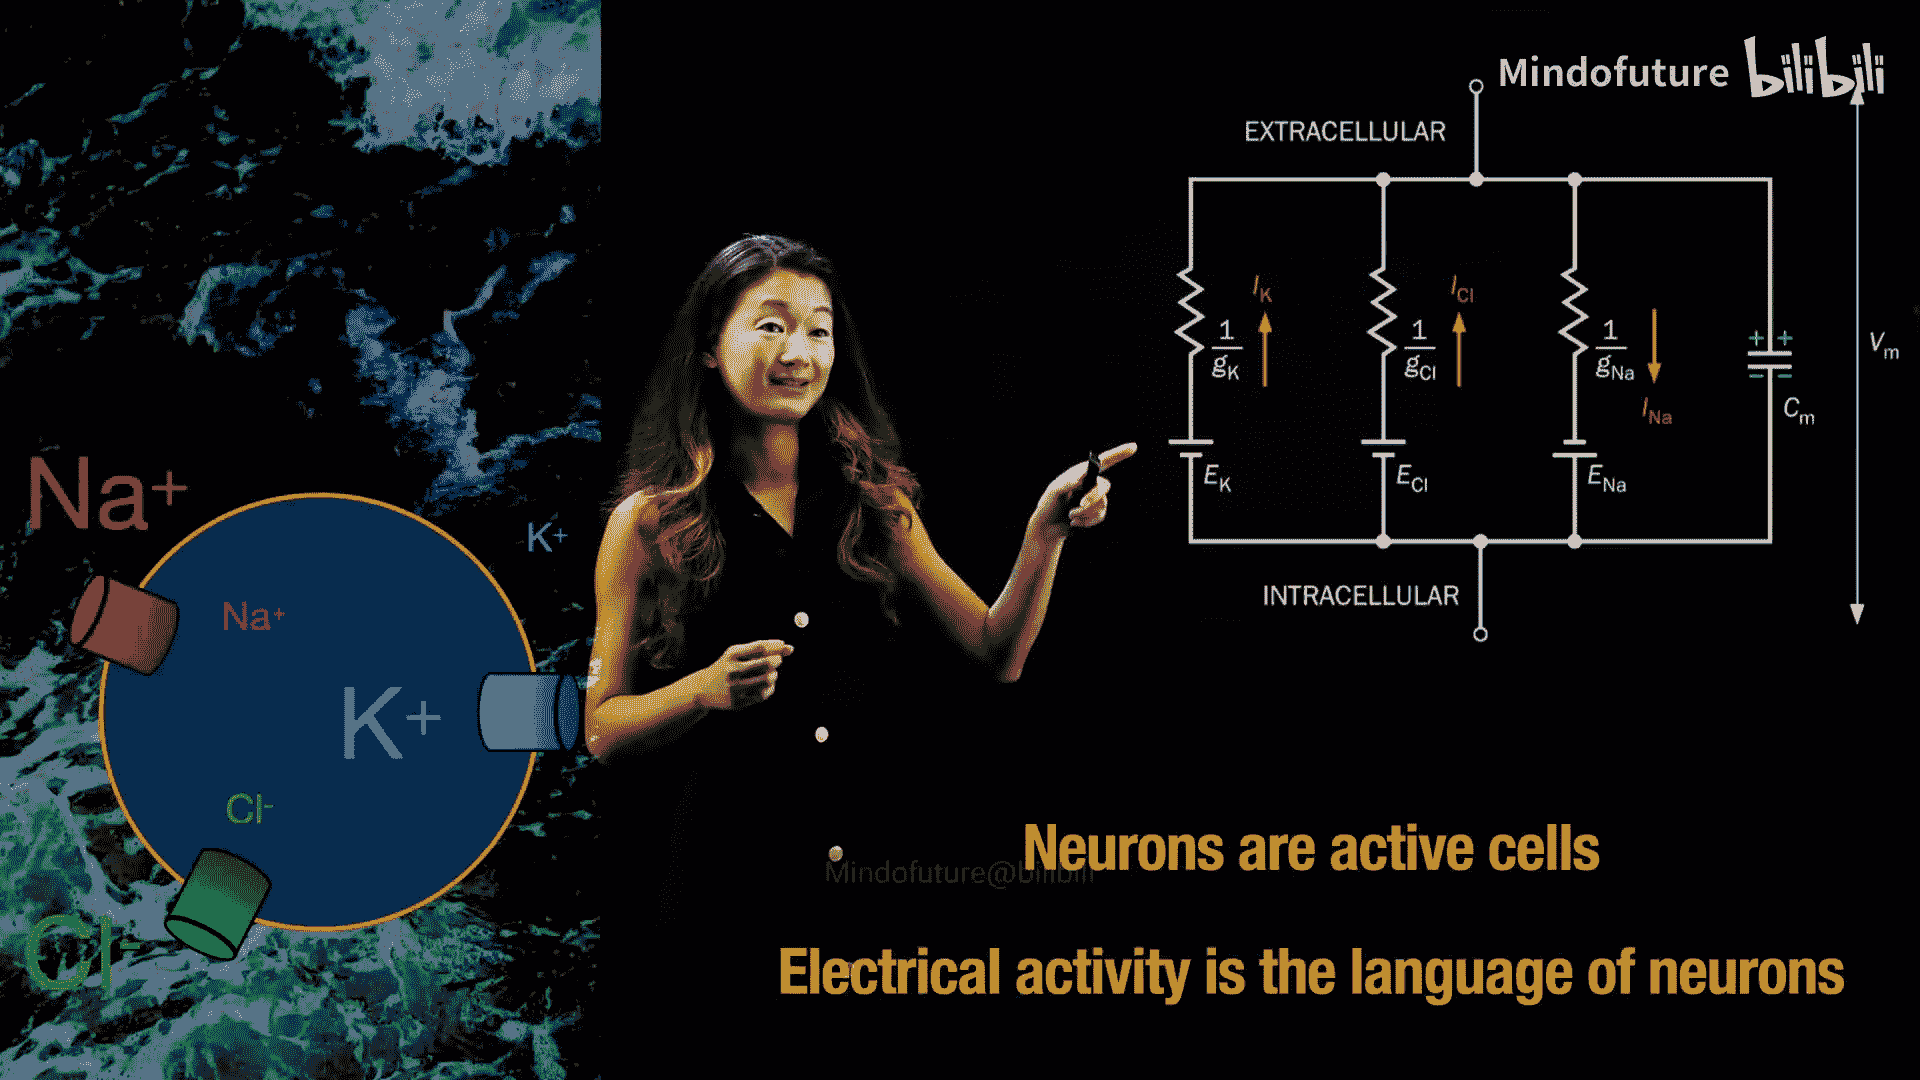 Mindofuture bilibili
EXTRACELLULAR
I_K
I_Cl
1
g_K
1
g_Cl
1
g_Na
I_Na
V_m
C_m
E_K
E_Cl
E_Na
INTRACELLULAR
Na+
K+
Na+
K+
Cl-
Cl-
Neurons are active cells
Mindofuture@bilibili
Electrical activity is the language of neurons